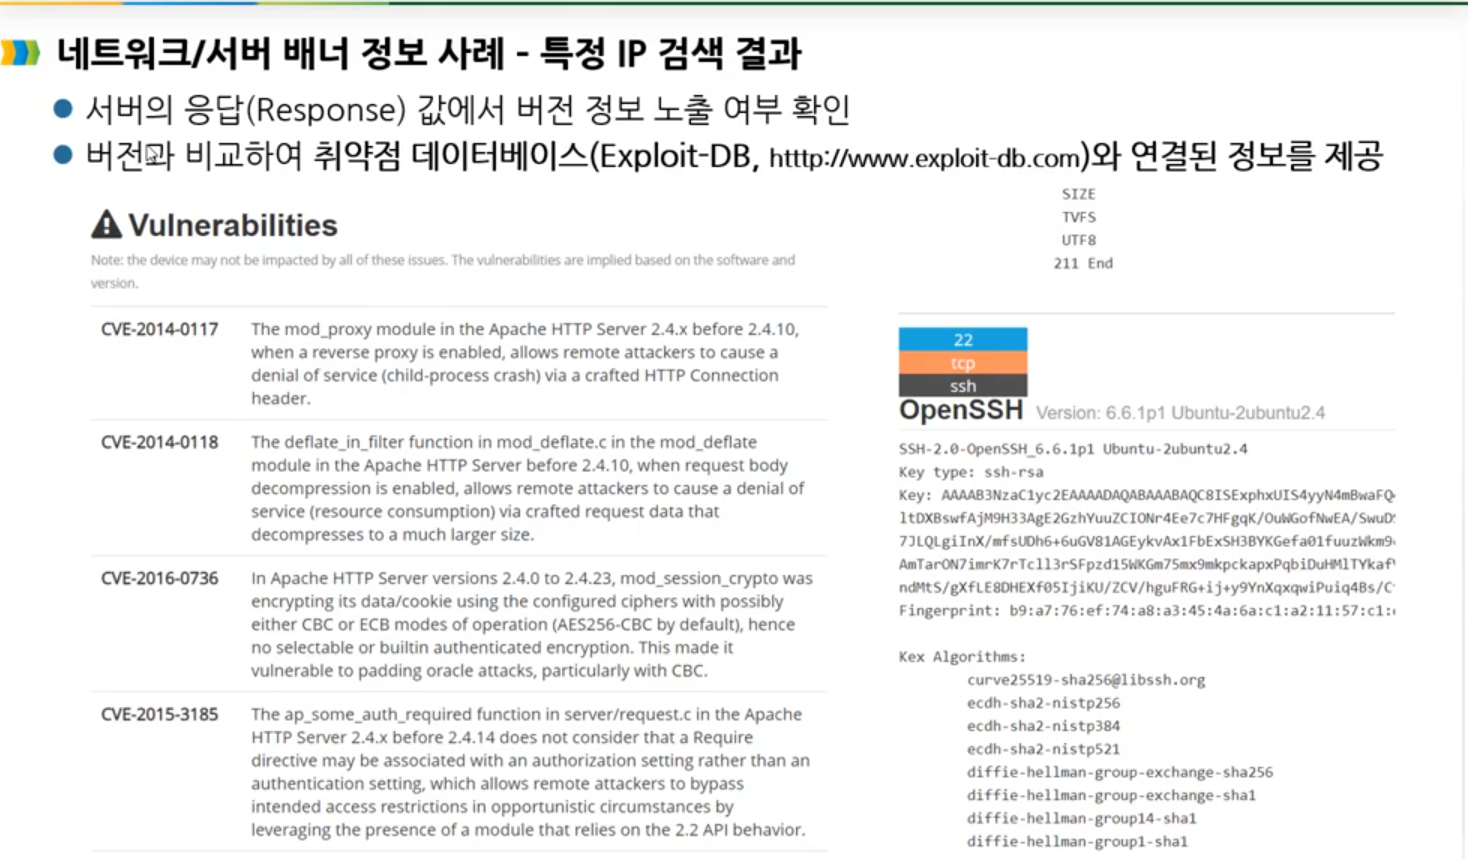 네트워크/서버 배너 정보 사례 - 특정 IP 검색 결과
서버의 응답(Response) 값에서 버전 정보 노출 여부 확인
버전과 비교하여 취약점 데이터베이스(Exploit-DB, htttp://www.exploit-db.com)와 연결된 정보를 제공
Vulnerabilities
Note: the device may not be impacted by all of these issues. The vulnerabilities are implied based on the software and
version.
CVE-2014-0117
The mod_proxy module in the Apache HTTP Server 2.4.x before 2.4.10,
when a reverse proxy is enabled, allows remote attackers to cause a
denial of service (child-process crash) via a crafted HTTP Connection
header.
CVE-2014-0118
The deflate_in_filter function in mod_deflate.c in the mod_deflate
module in the Apache HTTP Server before 2.4.10, when request body
decompression is enabled, allows remote attackers to cause a denial of
service (resource consumption) via crafted request data that
decompresses to a much larger size.
CVE-2016-0736
In Apache HTTP Server versions 2.4.0 to 2.4.23, mod_session_crypto was
encrypting its data/cookie using the configured ciphers with possibly
either CBC or ECB modes of operation (AES256-CBC by default), hence
no selectable or builtin authenticated encryption. This made it
vulnerable to padding oracle attacks, particularly with CBC.
CVE-2015-3185
The ap_some_auth_required function in server/request.c in the Apache
HTTP Server 2.4.x before 2.4.14 does not consider that a Require
directive may be associated with an authorization setting rather than an
authentication setting, which allows remote attackers to bypass
intended access restrictions in opportunistic circumstances by
leveraging the presence of a module that relies on the 2.2 API behavior.
SIZE
TVFS
UTF8
211 End
22
tcp
ssh
OpenSSH Version: 6.6.1p1 Ubuntu-2ubuntu2.4
SSH-2.0-OpenSSH_6.6.1p1 Ubuntu-2ubuntu2.4
Key type: ssh-rsa
Key: AAAAB3NzaC1yc2EAAAADAQABAAABAQC8ISExphxUIS4yyN4mBwaFQ
ltDXBswfAjM9H33AgE2GzhYuuZCIONr4Ee7c7HFgqK/OuWGofNwEA/SwuD
7JLQLgiInX/mfsUDh6+6uGV81AGEykvAx1FbExSH3BYKGefa01fuuzWkm9
AmTarON7imrK7rTcll3rSFpzd15WKGm75mx9mkpckapxPqbiDuHMlTYkaf
ndMtS/gXfLE8DHEXf05IjiKU/ZCV/hguFRG+ij+y9YnXqxqwiPuiq4Bs/C
Fingerprint: b9:a7:76:ef:74:a8:a3:45:4a:6a:c1:a2:11:57:c1:
Kex Algorithms:
curve25519-sha256@libssh.org
ecdh-sha2-nistp256
ecdh-sha2-nistp384
ecdh-sha2-nistp521
diffie-hellman-group-exchange-sha256
diffie-hellman-group-exchange-sha1
diffie-hellman-group14-sha1
diffie-hellman-group1-sha1